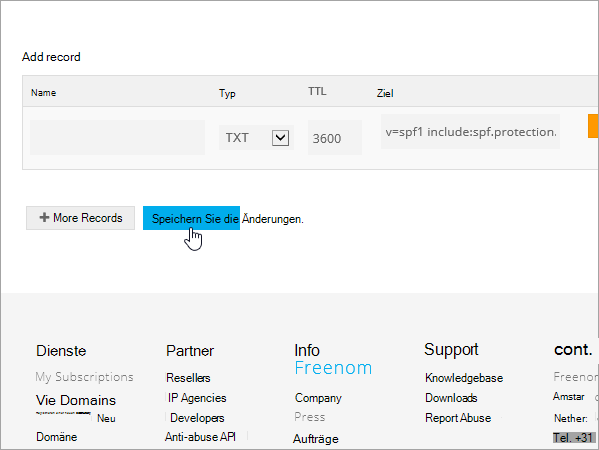 Add record
Name Typ TTL Ziel
TXT 3600 v=spf1 include:spf.protection.
More Records Speichern Sie die Änderungen.
Dienste Partner Info Support cont.
My Subscriptions Resellers Freenom Knowledgebase Freenom
Vie Domains IP Agencies Company Downloads Amstar
Neu Developers Press Report Abuse Nether:
Domäne Anti-abuse API Aufträge Tel. +31